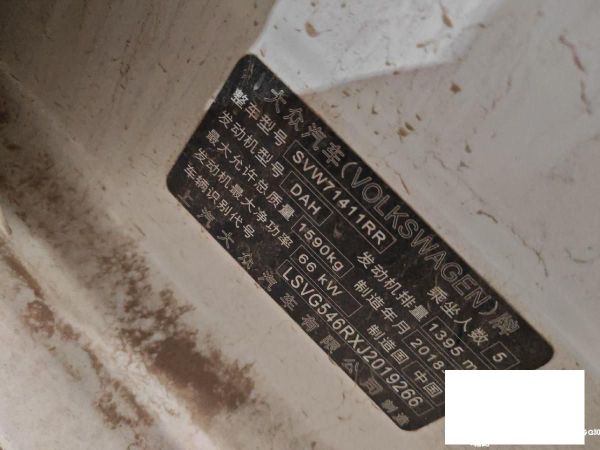 大众汽车(VOLKSWAGEN)牌
整车型号 SVW71411RR 乘坐人数 5
发动机型号 DAH 发动机排量 1395 m
最大允许总质量 1590kg 制造年月 2018
发动机最大净功率 66 kW 制造国 中国
车辆识别代号 LSVG546RXJ2019266
上汽大众汽车有限公司 制造